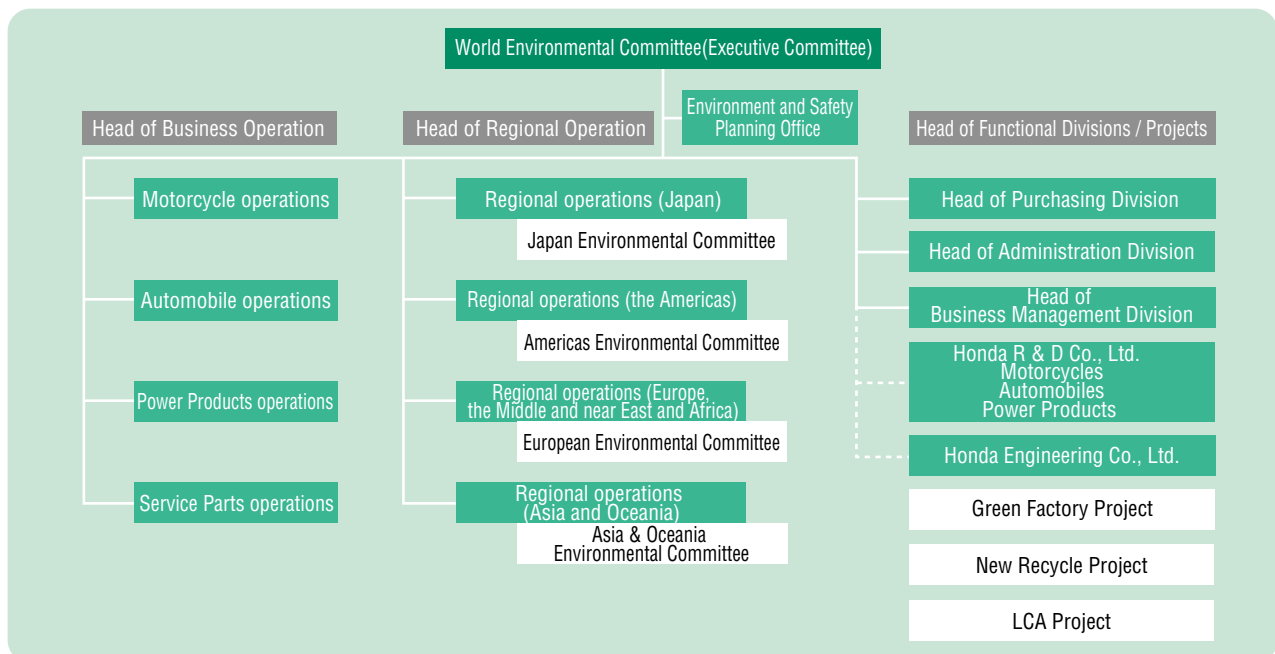 World Environmental Committee(Executive Committee)
Environment and Safety
Planning Office
Head of Business Operation
Motorcycle operations
Automobile operations
Power Products operations
Service Parts operations
Head of Regional Operation
Regional operations (Japan)
Japan Environmental Committee
Regional operations (the Americas)
Americas Environmental Committee
Regional operations (Europe,
the Middle and near East and Africa)
European Environmental Committee
Regional operations
(Asia and Oceania)
Asia & Oceania
Environmental Committee
Head of Functional Divisions / Projects
Head of Purchasing Division
Head of Administration Division
Head of
Business Management Division
Honda R & D Co., Ltd.
Motorcycles
Automobiles
Power Products
Honda Engineering Co., Ltd.
Green Factory Project
New Recycle Project
LCA Project